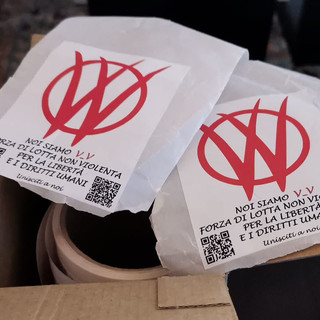 NOI SIAMO V_V
FORZA DI LOTTA NON VIOLENTA
PER LA LIBERTÀ
E I DIRITTI UMANI
Unisciti a noi
NOI SIAMO V_V
FORZA DI LOTTA NON VIOLENTA
PER LA LIBERTÀ
E I DIRITTI UMANI
Unisciti a noi